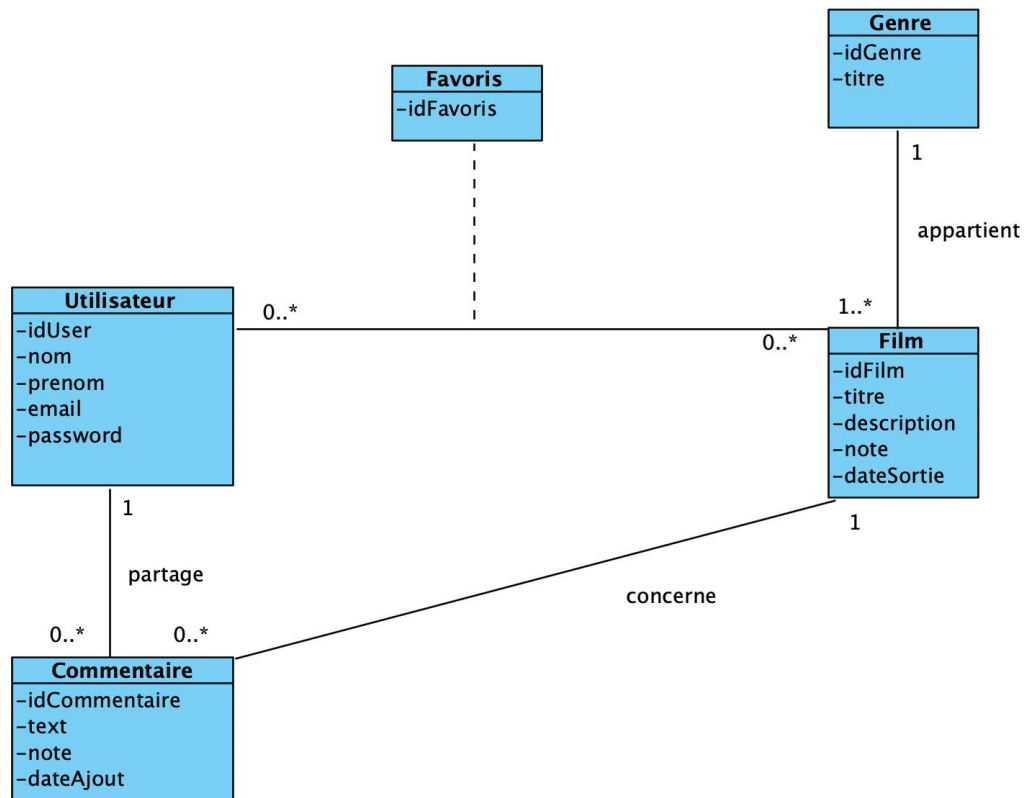 Genre
-idGenre
-titre
Favoris
-idFavoris
1
appartient
Utilisateur
-idUser
-nom
-prenom
-email
-password
0..*
1..*
0..*
Film
-idFilm
-titre
-description
-note
-dateSortie
1
1
partage
concerne
0..*
0..*
Commentaire
-idCommentaire
-text
-note
-dateAjout